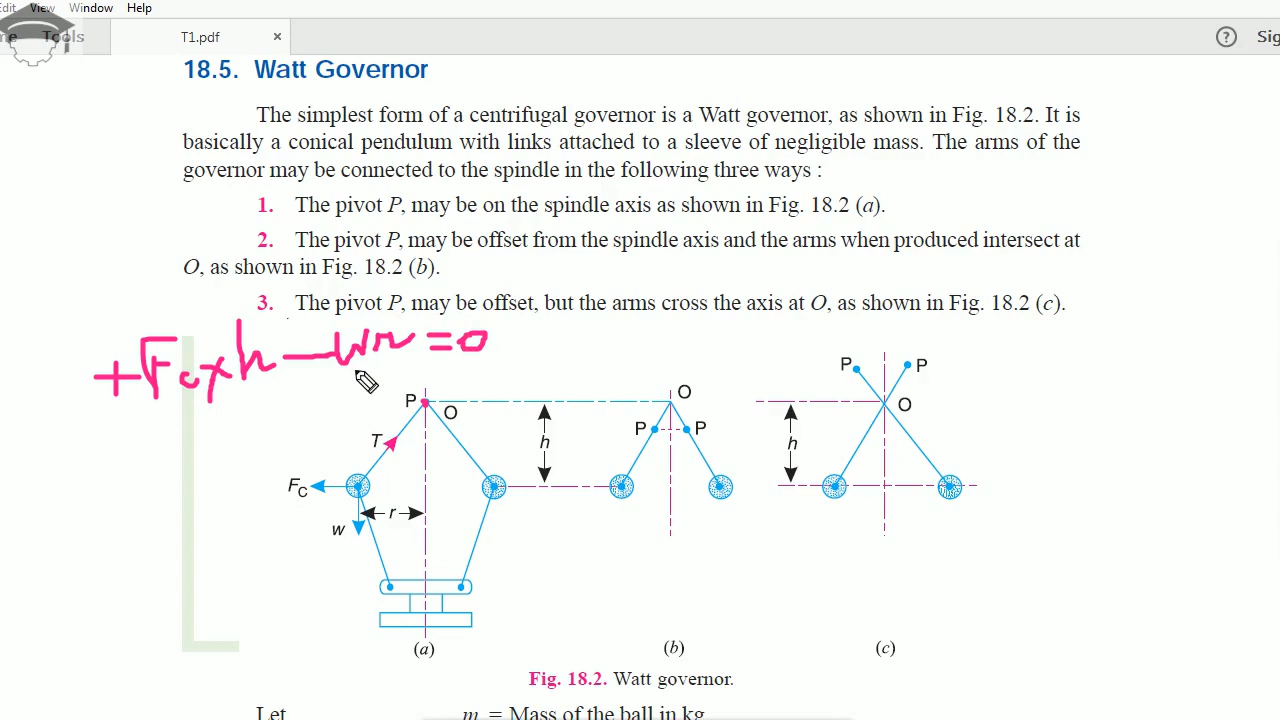 Edit View Window Help
me Tools T1.pdf × ? Sig
18.5. Watt Governor
The simplest form of a centrifugal governor is a Watt governor, as shown in Fig. 18.2. It is
basically a conical pendulum with links attached to a sleeve of negligible mass. The arms of the
governor may be connected to the spindle in the following three ways :
1. The pivot P, may be on the spindle axis as shown in Fig. 18.2 (a).
2. The pivot P, may be offset from the spindle axis and the arms when produced intersect at
O, as shown in Fig. 18.2 (b).
3. The pivot P, may be offset, but the arms cross the axis at O, as shown in Fig. 18.2 (c).
+Fc×h – Wr = 0
P O T h FC r w
O P P
P P O h
(a) (b) (c)
Fig. 18.2. Watt governor.
Let m = Mass of the ball in kg